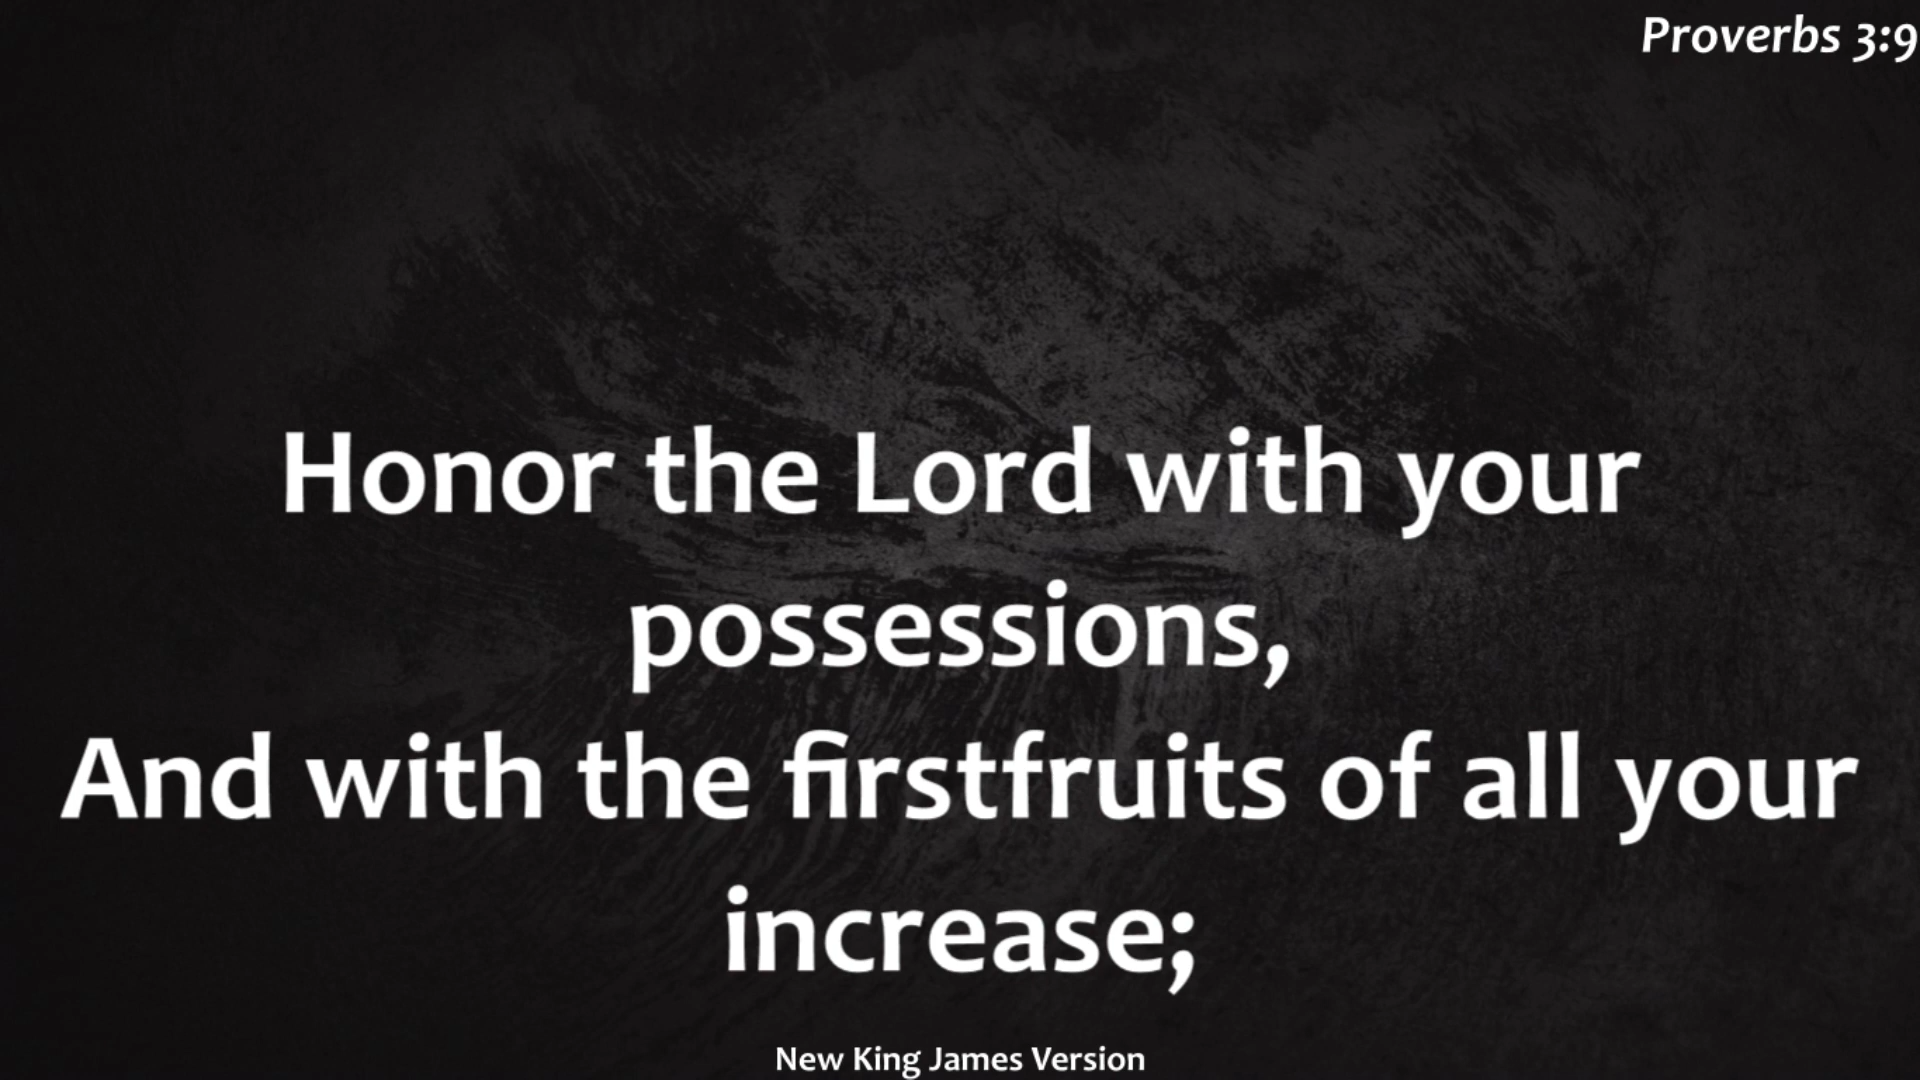 Proverbs 3:9
Honor the Lord with your
possessions,
And with the firstfruits of all your
increase;
New King James Version